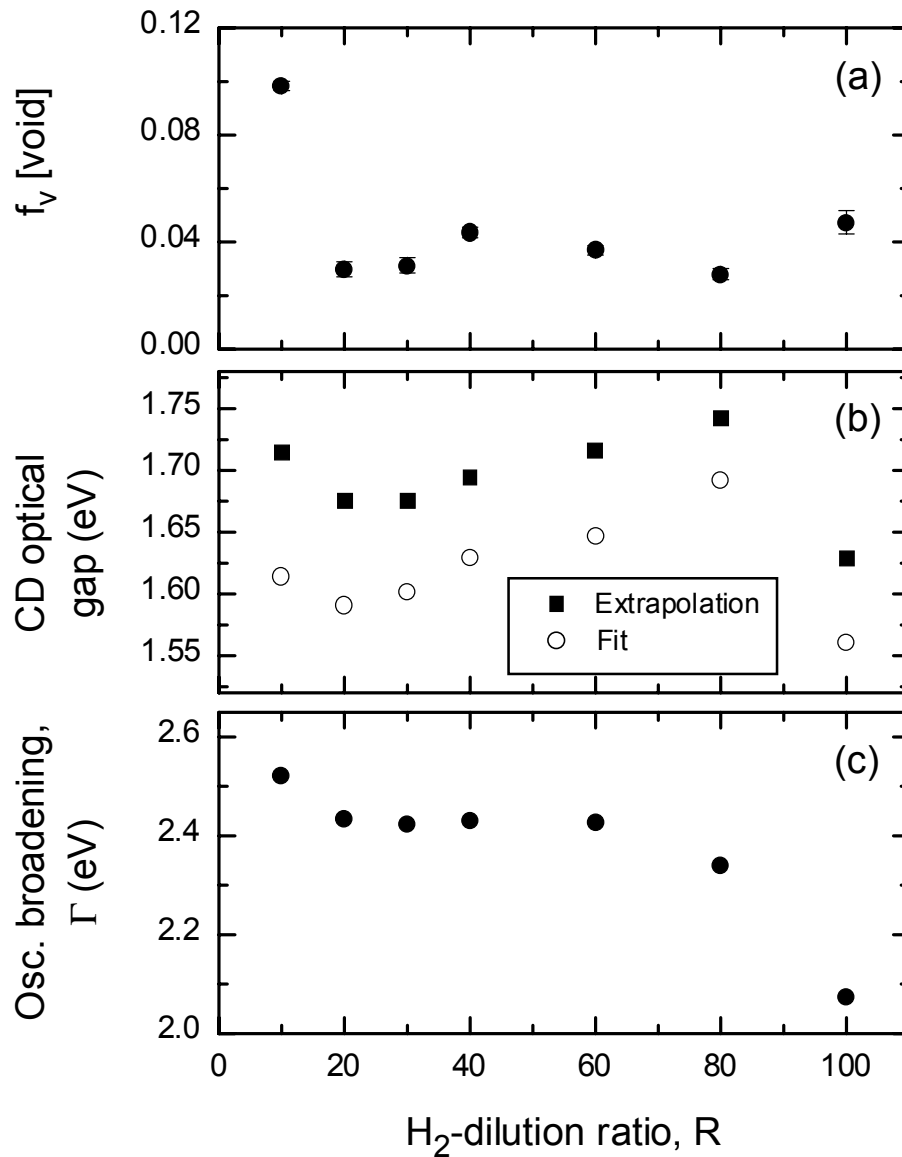 (a)
f_v [void]
0.12
0.08
0.04
0.00
(b)
CD optical
gap (eV)
1.75
1.70
1.65
1.60
1.55
Extrapolation
Fit
(c)
Osc. broadening,
Γ (eV)
2.6
2.4
2.2
2.0
0 20 40 60 80 100
H₂-dilution ratio, R